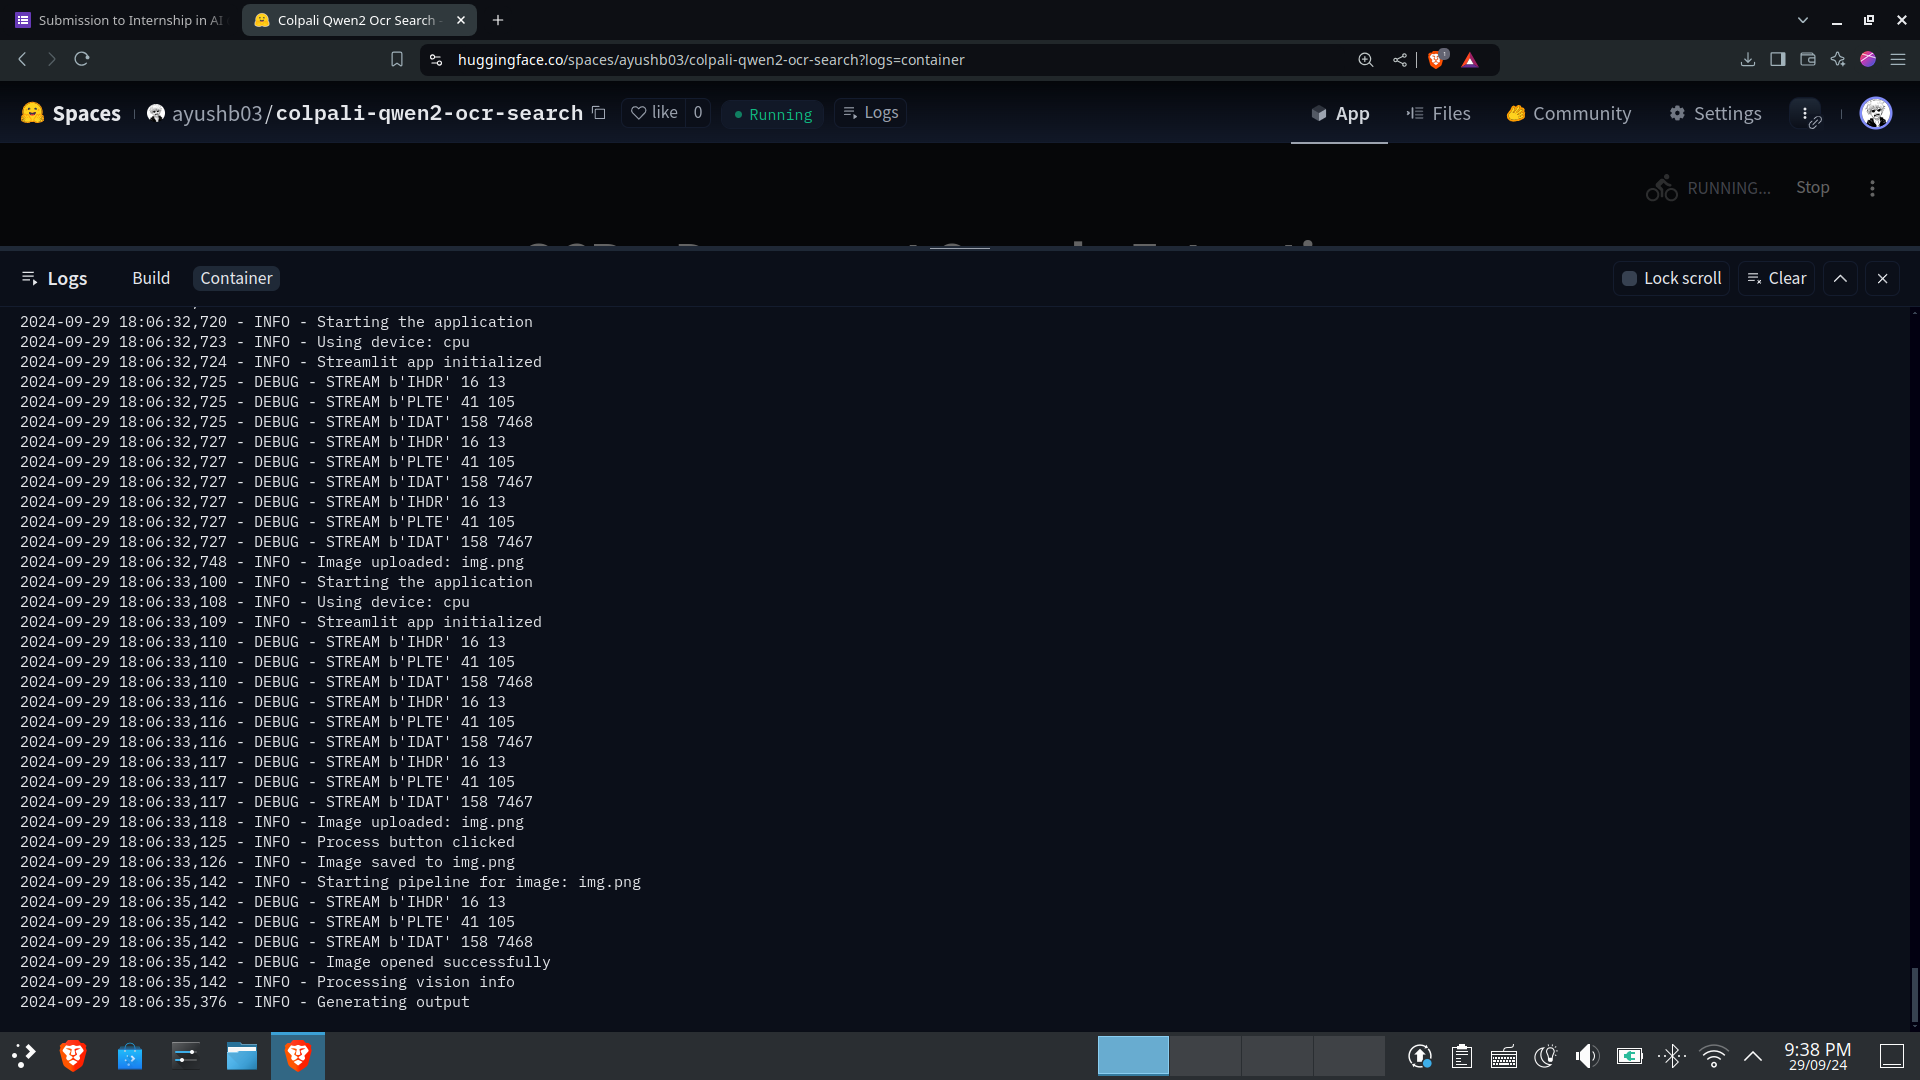 Submission to Internship in AI
Colpali Qwen2 Ocr Search -
huggingface.co/spaces/ayushb03/colpali-qwen2-ocr-search?logs=container
1
Spaces
ayushb03/colpali-qwen2-ocr-search
like 0
Running
Logs
App
Files
Community
Settings
RUNNING...
Stop
Logs
Build
Container
Lock scroll
Clear
2024-09-29 18:06:32,720 - INFO - Starting the application
2024-09-29 18:06:32,723 - INFO - Using device: cpu
2024-09-29 18:06:32,724 - INFO - Streamlit app initialized
2024-09-29 18:06:32,725 - DEBUG - STREAM b'IHDR' 16 13
2024-09-29 18:06:32,725 - DEBUG - STREAM b'PLTE' 41 105
2024-09-29 18:06:32,725 - DEBUG - STREAM b'IDAT' 158 7468
2024-09-29 18:06:32,727 - DEBUG - STREAM b'IHDR' 16 13
2024-09-29 18:06:32,727 - DEBUG - STREAM b'PLTE' 41 105
2024-09-29 18:06:32,727 - DEBUG - STREAM b'IDAT' 158 7467
2024-09-29 18:06:32,727 - DEBUG - STREAM b'IHDR' 16 13
2024-09-29 18:06:32,727 - DEBUG - STREAM b'PLTE' 41 105
2024-09-29 18:06:32,727 - DEBUG - STREAM b'IDAT' 158 7467
2024-09-29 18:06:32,748 - INFO - Image uploaded: img.png
2024-09-29 18:06:33,100 - INFO - Starting the application
2024-09-29 18:06:33,108 - INFO - Using device: cpu
2024-09-29 18:06:33,109 - INFO - Streamlit app initialized
2024-09-29 18:06:33,110 - DEBUG - STREAM b'IHDR' 16 13
2024-09-29 18:06:33,110 - DEBUG - STREAM b'PLTE' 41 105
2024-09-29 18:06:33,110 - DEBUG - STREAM b'IDAT' 158 7468
2024-09-29 18:06:33,116 - DEBUG - STREAM b'IHDR' 16 13
2024-09-29 18:06:33,116 - DEBUG - STREAM b'PLTE' 41 105
2024-09-29 18:06:33,116 - DEBUG - STREAM b'IDAT' 158 7467
2024-09-29 18:06:33,117 - DEBUG - STREAM b'IHDR' 16 13
2024-09-29 18:06:33,117 - DEBUG - STREAM b'PLTE' 41 105
2024-09-29 18:06:33,117 - DEBUG - STREAM b'IDAT' 158 7467
2024-09-29 18:06:33,118 - INFO - Image uploaded: img.png
2024-09-29 18:06:33,125 - INFO - Process button clicked
2024-09-29 18:06:33,126 - INFO - Image saved to img.png
2024-09-29 18:06:35,142 - INFO - Starting pipeline for image: img.png
2024-09-29 18:06:35,142 - DEBUG - STREAM b'IHDR' 16 13
2024-09-29 18:06:35,142 - DEBUG - STREAM b'PLTE' 41 105
2024-09-29 18:06:35,142 - DEBUG - STREAM b'IDAT' 158 7468
2024-09-29 18:06:35,142 - DEBUG - Image opened successfully
2024-09-29 18:06:35,142 - INFO - Processing vision info
2024-09-29 18:06:35,376 - INFO - Generating output
9:38 PM
29/09/24